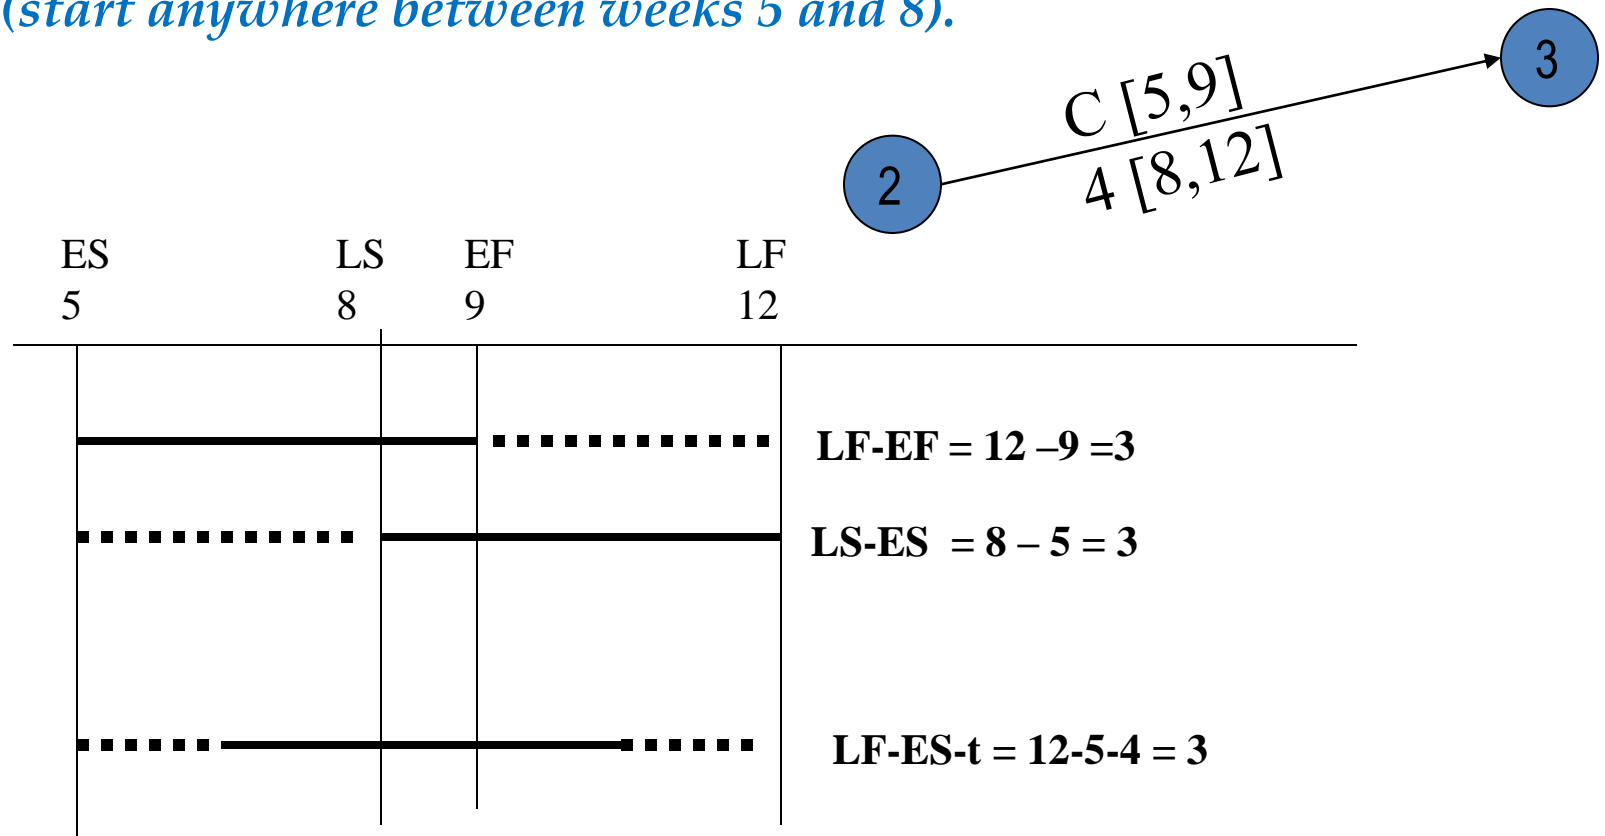 (start anywhere between weeks 5 and 8).
3
C [5,9]
2
4 [8,12]
ES LS EF LF
5 8 9 12
LF-EF = 12 –9 =3
LS-ES = 8 – 5 = 3
LF-ES-t = 12-5-4 = 3